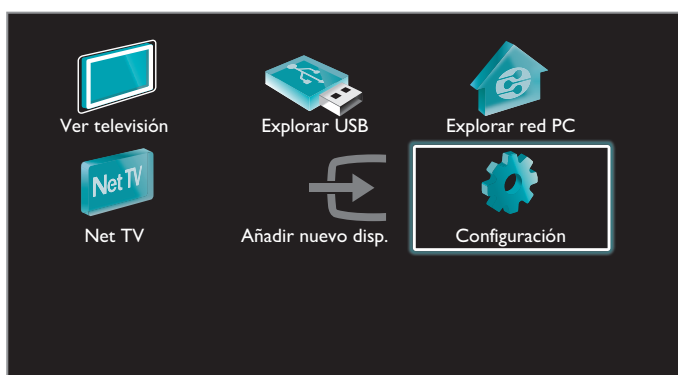 Ver televisión
Explorar USB
Explorar red PC
Net TV
Net TV
Añadir nuevo disp.
Configuración